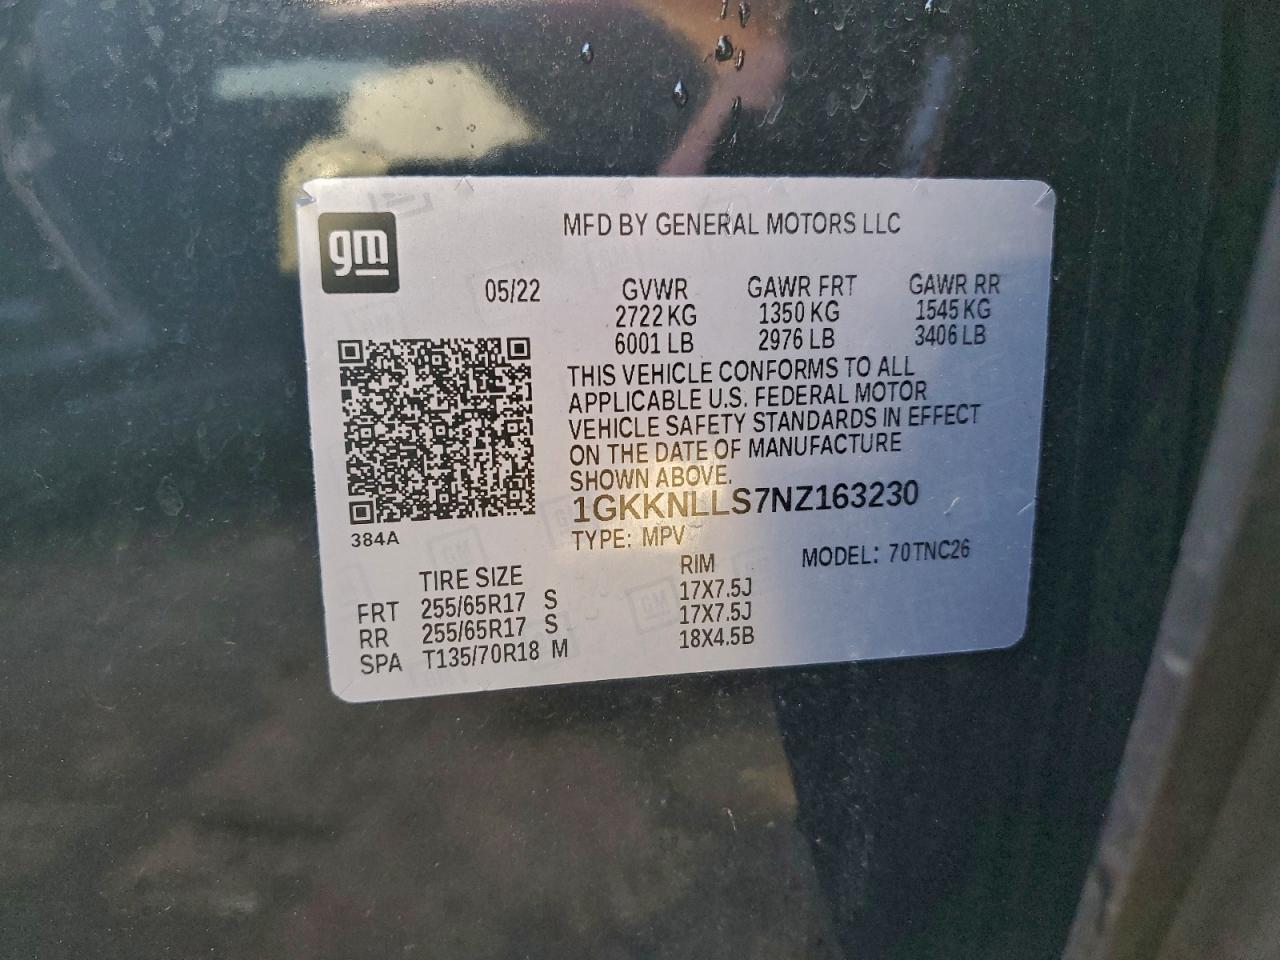 gm
MFD BY GENERAL MOTORS LLC
05/22 GVWR GAWR FRT GAWR RR
2722 KG 1350 KG 1545 KG
6001 LB 2976 LB 3406 LB
THIS VEHICLE CONFORMS TO ALL
APPLICABLE U.S. FEDERAL MOTOR
VEHICLE SAFETY STANDARDS IN EFFECT
ON THE DATE OF MANUFACTURE
SHOWN ABOVE.
1GKKNLLS7NZ163230
384A
TYPE: MPV MODEL: 70TNC26
TIRE SIZE RIM
FRT 255/65R17 S 17X7.5J
RR 255/65R17 S 17X7.5J
SPA T135/70R18 M 18X4.5B